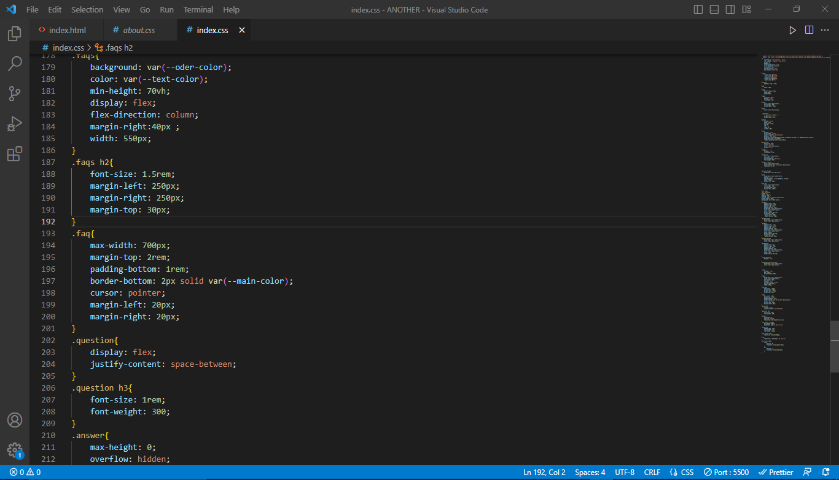 File Edit Selection View Go Run Terminal Help
index.css - ANOTHER - Visual Studio Code
index.html
# about.css
# index.css
# index.css > .faqs h2
178 .faqs{
179 background: var(--oder-color);
180 color: var(--text-color);
181 min-height: 70vh;
182 display: flex;
183 flex-direction: column;
184 margin-right:40px ;
185 width: 550px;
186 }
187 .faqs h2{
188 font-size: 1.5rem;
189 margin-left: 250px;
190 margin-right: 250px;
191 margin-top: 30px;
192 }
193 .faq{
194 max-width: 700px;
195 margin-top: 2rem;
196 padding-bottom: 1rem;
197 border-bottom: 2px solid var(--main-color);
198 cursor: pointer;
199 margin-left: 20px;
200 margin-right: 20px;
201 }
202 .question{
203 display: flex;
204 justify-content: space-between;
205 }
206 .question h3{
207 font-size: 1rem;
208 font-weight: 300;
209 }
210 .answer{
211 max-height: 0;
212 overflow: hidden;
1
0 0
Ln 192, Col 2 Spaces: 4 UTF-8 CRLF CSS Port : 5500 Prettier